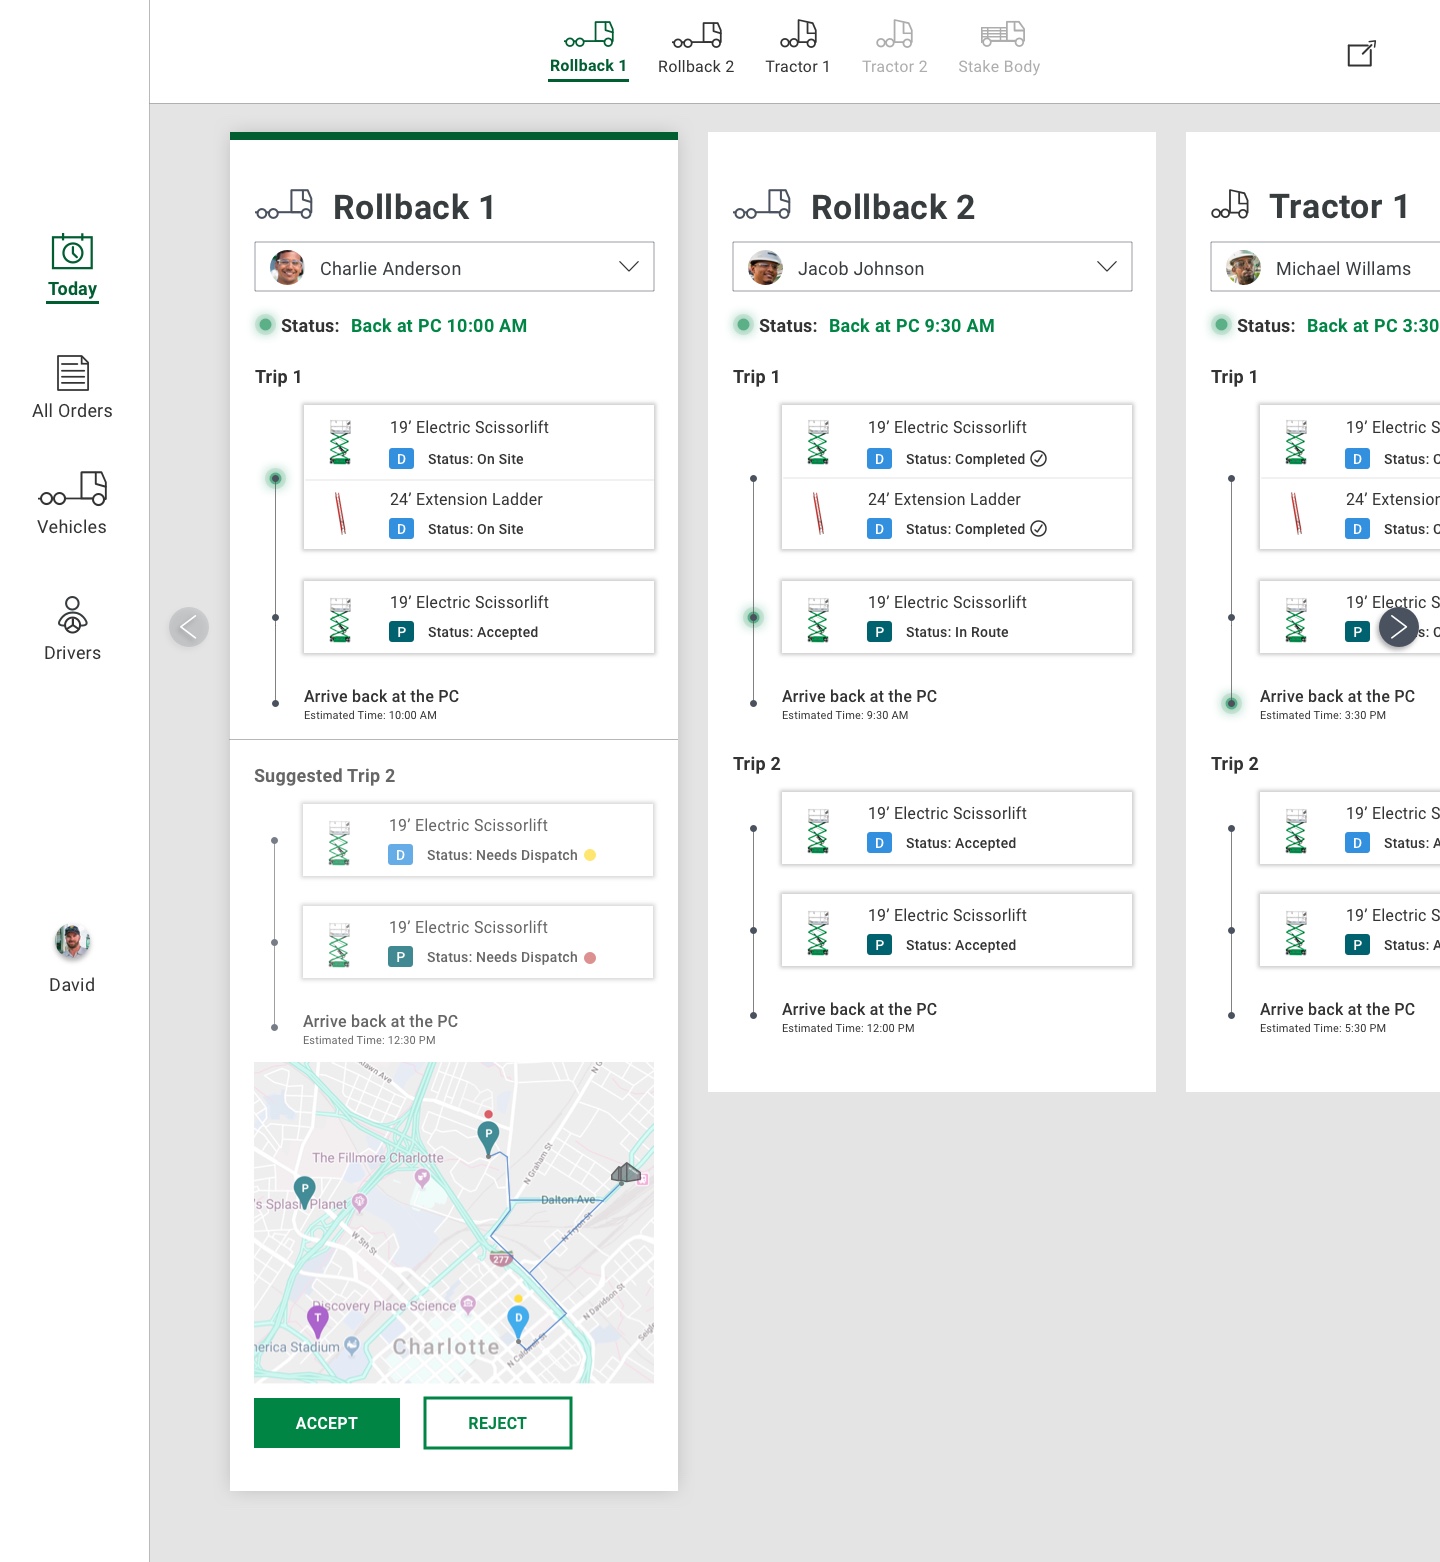 Rollback 1
Rollback 2
Tractor 1
Tractor 2
Stake Body
Today
All Orders
Vehicles
Drivers
David
Rollback 1
Charlie Anderson
Status: Back at PC 10:00 AM
Trip 1
19’ Electric Scissorlift
D Status: On Site
24’ Extension Ladder
D Status: On Site
19’ Electric Scissorlift
P Status: Accepted
Arrive back at the PC
Estimated Time: 10:00 AM
Suggested Trip 2
19’ Electric Scissorlift
D Status: Needs Dispatch
19’ Electric Scissorlift
P Status: Needs Dispatch
Arrive back at the PC
Estimated Time: 12:30 PM
N Graham St
P
The Fillmore Charlotte
P
's Splash Planet
Dalton Ave
N Tryon St
W 5th St
277
Discovery Place Science
N Davidson St
T
D
erica Stadium
Charlotte
N Caldwell St
ACCEPT
REJECT
Rollback 2
Jacob Johnson
Status: Back at PC 9:30 AM
Trip 1
19’ Electric Scissorlift
D Status: Completed
24’ Extension Ladder
D Status: Completed
19’ Electric Scissorlift
P Status: In Route
Arrive back at the PC
Estimated Time: 9:30 AM
Trip 2
19’ Electric Scissorlift
D Status: Accepted
19’ Electric Scissorlift
P Status: Accepted
Arrive back at the PC
Estimated Time: 12:00 PM
Tractor 1
Michael Willams
Status: Back at PC 3:30
Trip 1
19’ Electric S
D Status: C
24’ Extension
D Status: C
19’ Electric S
P s: C
Arrive back at the PC
Estimated Time: 3:30 PM
Trip 2
19’ Electric S
D Status: A
19’ Electric S
P Status: A
Arrive back at the PC
Estimated Time: 5:30 PM